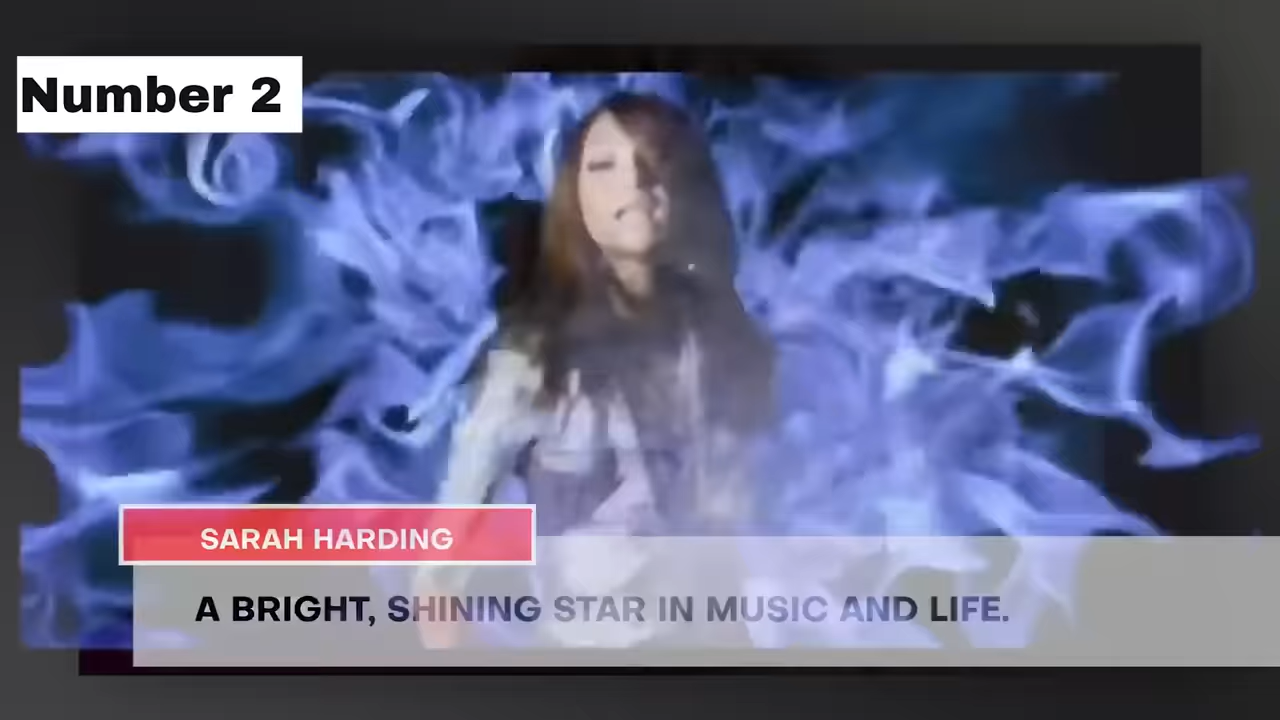 Number 2
SARAH HARDING
A BRIGHT, SHINING STAR IN MUSIC AND LIFE.